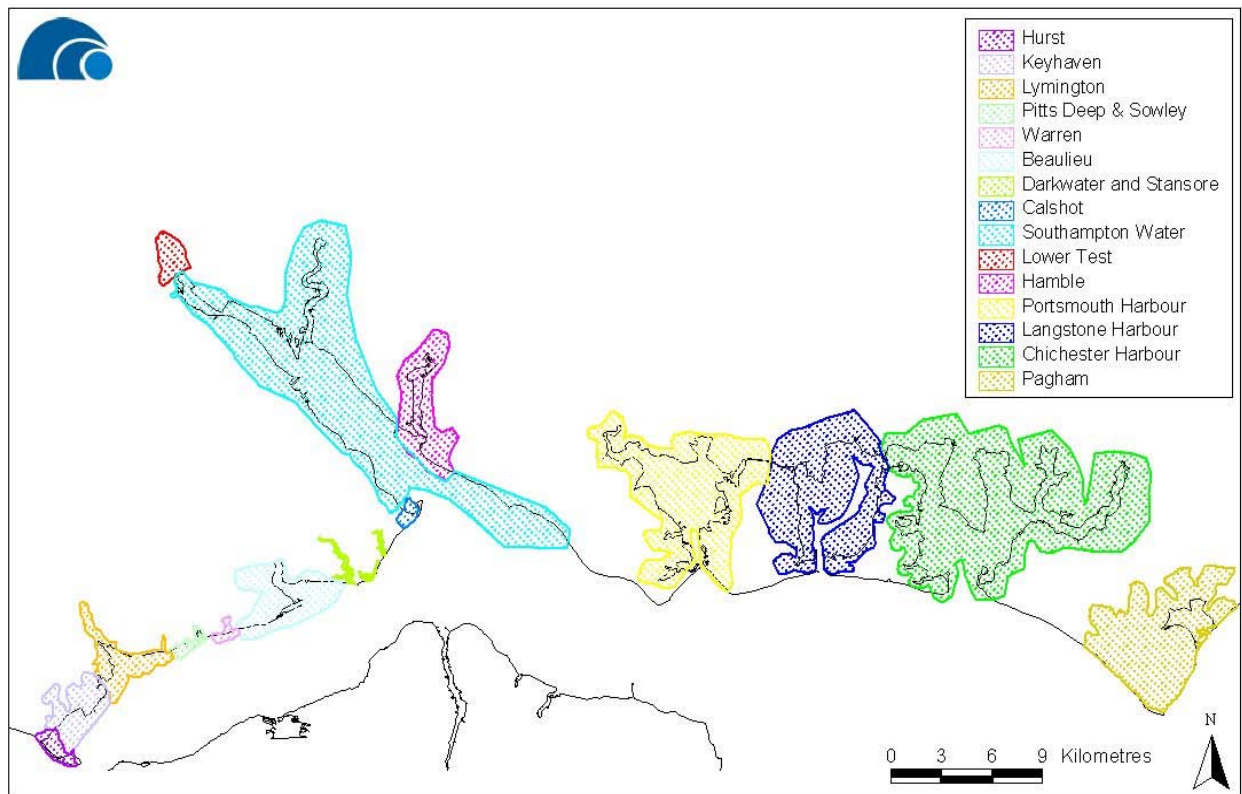 Hurst
Keyhaven
Lymington
Pitts Deep & Sowley
Warren
Beaulieu
Darkwater and Stansore
Calshot
Southampton Water
Lower Test
Hamble
Portsmouth Harbour
Langstone Harbour
Chichester Harbour
Pagham
N
0 3 6 9 Kilometres